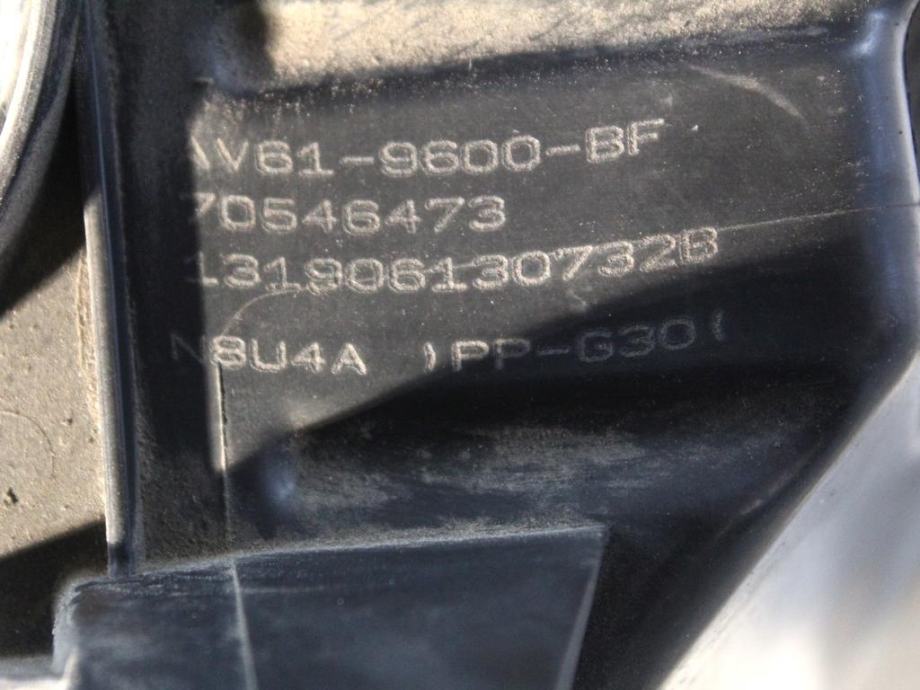 AV61-9600-BF
70546473
131906130732B
N8U4A )PP-G30(